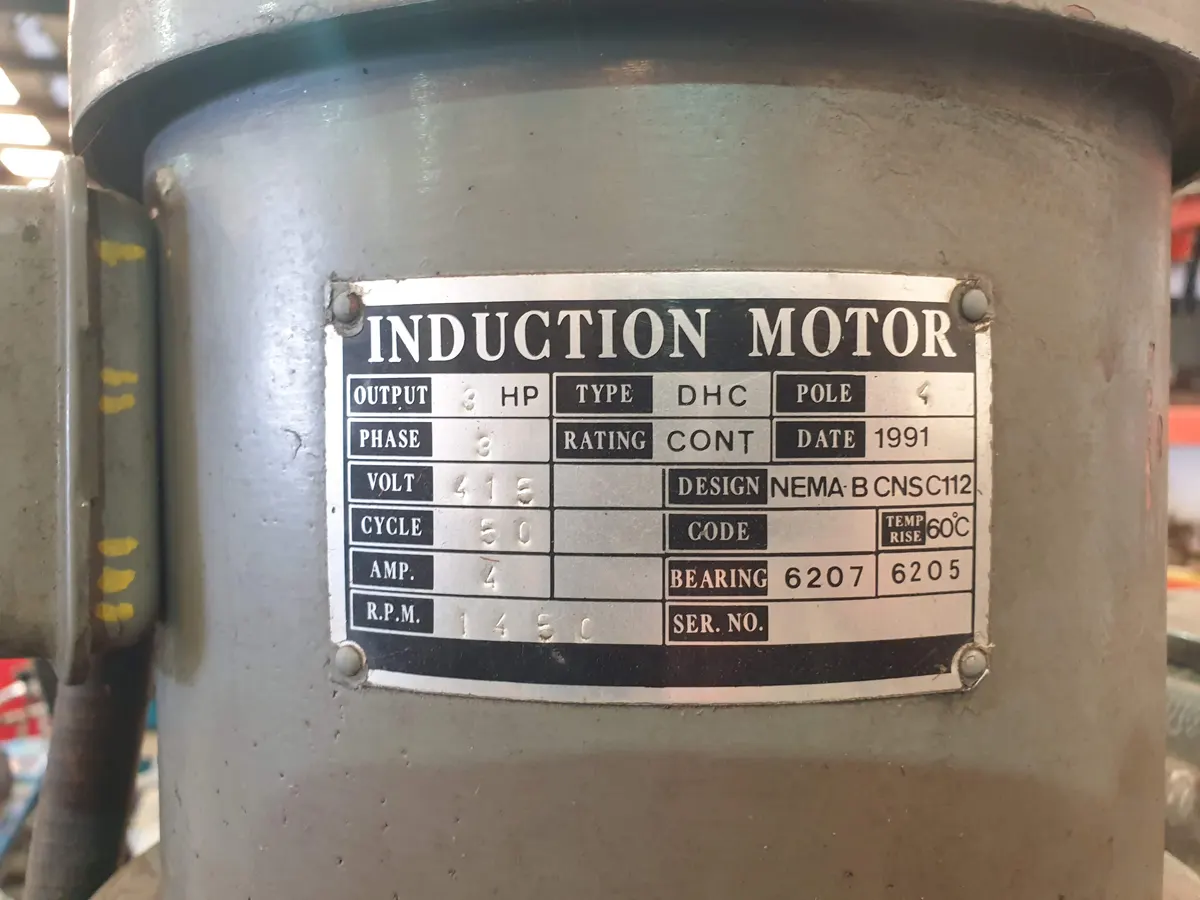 INDUCTION MOTOR
OUTPUT 3 HP TYPE DHC POLE 4
PHASE 3 RATING CONT DATE 1991
VOLT 415 DESIGN NEMA-B CNS C112
CYCLE 50 CODE TEMP RISE 60°C
AMP. 4 BEARING 6207 6205
R.P.M. 1450 SER. NO.